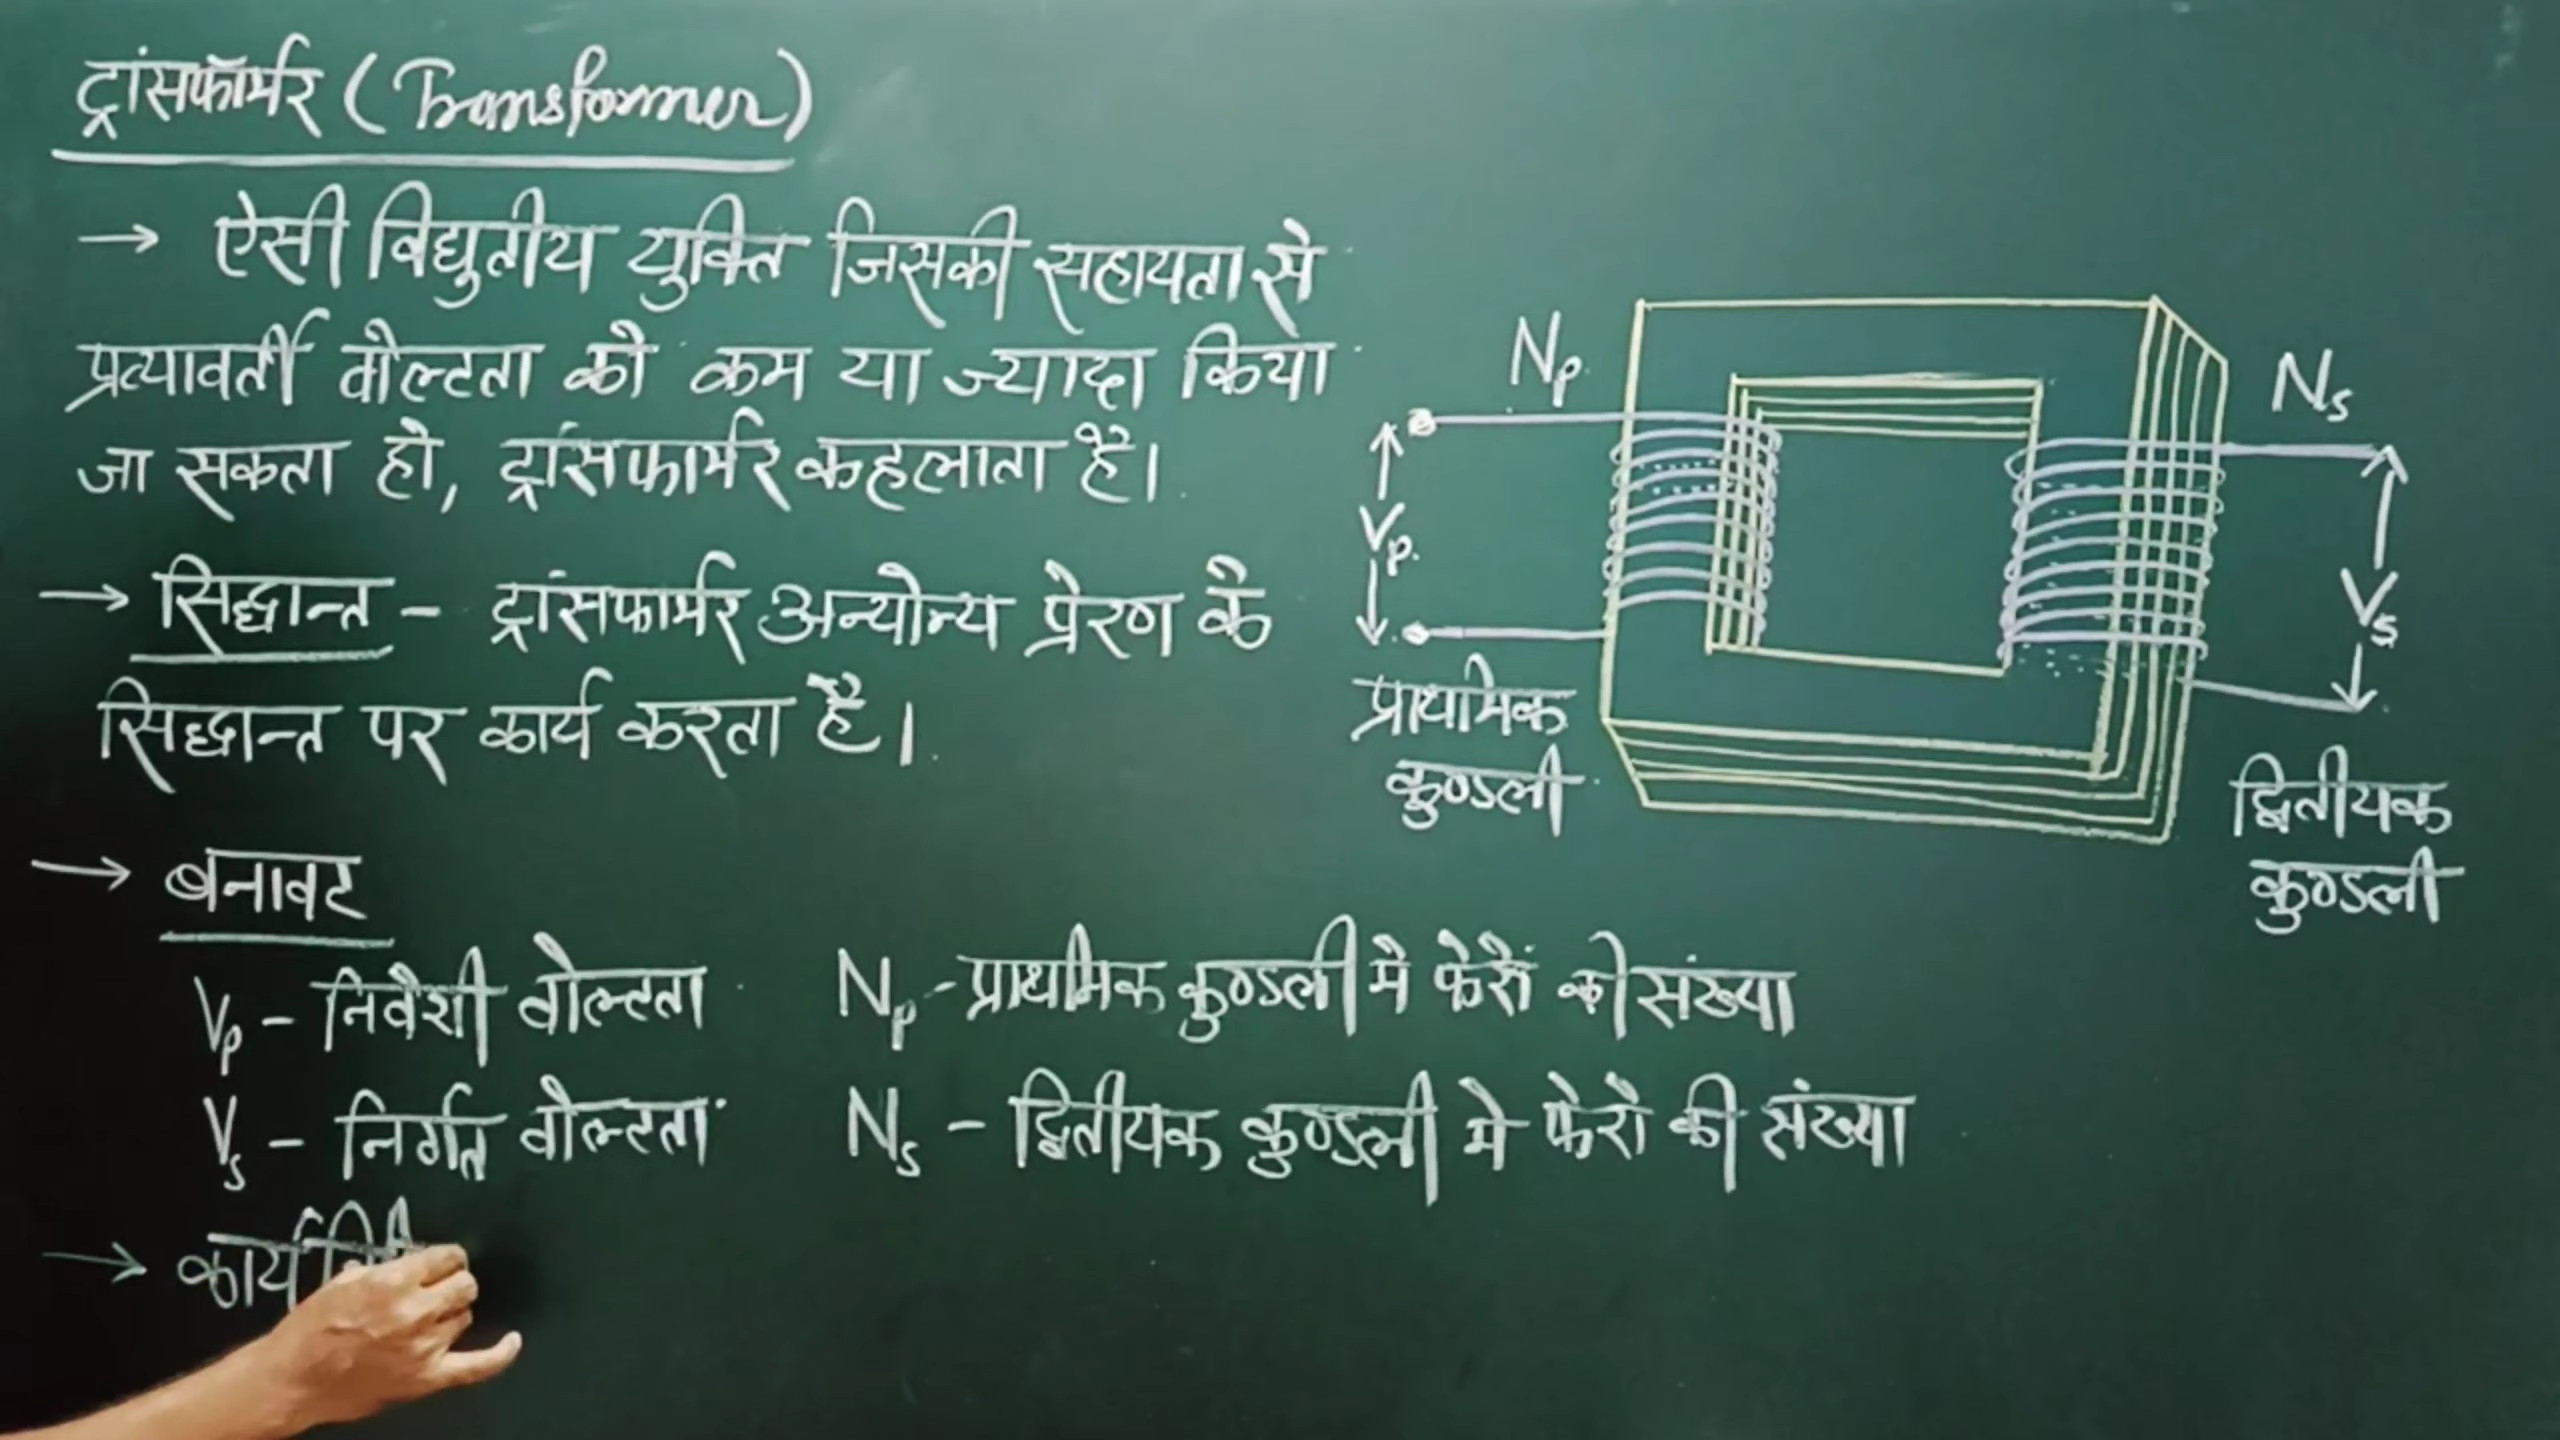 ट्रांसफॉर्मर (Transformer)
→ ऐसी विद्युतीय युक्ति जिसकी सहायता से
प्रत्यावर्ती वोल्टता को कम या ज्यादा किया
जा सकता हो, ट्रांसफार्मर कहलाता है।
→ सिद्धान्त - ट्रांसफार्मर अन्योन्य प्रेरण के
सिद्धान्त पर कार्य करता है।
→ बनावट
Vp - निवेशी वोल्टता
Vs - निर्गत वोल्टता
Np - प्राथमिक कुण्डली मे फेरों की संख्या
Ns - द्वितीयक कुण्डली मे फेरो की संख्या
→ कार्य
Np
Vp
प्राथमिक
कुण्डली
Ns
Vs
द्वितीयक
कुण्डली